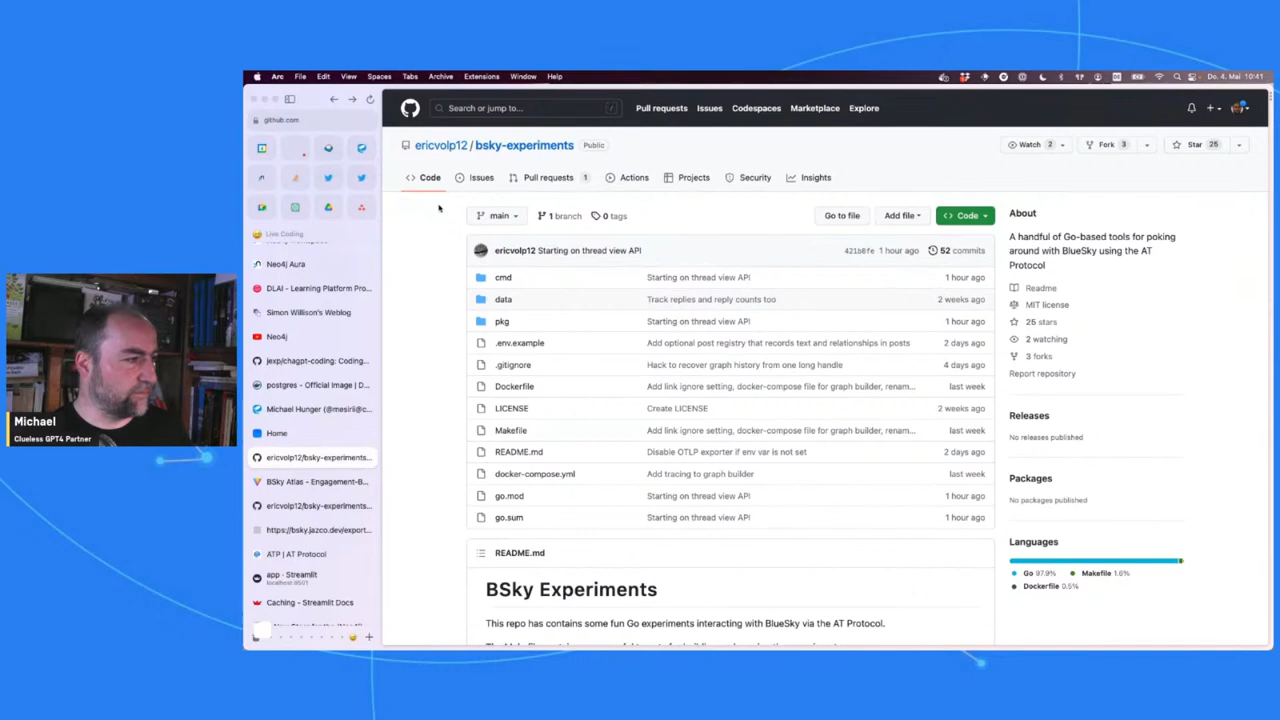 Arc File Edit View Spaces Tabs Archive Extensions Window Help Do. 4. Mai 10:41
github.com
Search or jump to... /
Pull requests Issues Codespaces Marketplace Explore
ericvolp12 / bsky-experiments Public
Watch 2 Fork 3 Star 25
Code Issues Pull requests 1 Actions Projects Security Insights
main 1 branch 0 tags Go to file Add file Code
ericvolp12 Starting on thread view API 421b8fe 1 hour ago 52 commits
cmd Starting on thread view API 1 hour ago
data Track replies and reply counts too 2 weeks ago
pkg Starting on thread view API 1 hour ago
.env.example Add optional post registry that records text and relationships in posts 2 days ago
.gitignore Hack to recover graph history from one long handle 4 days ago
Dockerfile Add link ignore setting, docker-compose file for graph builder, renam... last week
LICENSE Create LICENSE 2 weeks ago
Makefile Add link ignore setting, docker-compose file for graph builder, renam... last week
README.md Disable OTLP exporter if env var is not set 2 days ago
docker-compose.yml Add tracing to graph builder last week
go.mod Starting on thread view API 1 hour ago
go.sum Starting on thread view API 1 hour ago
README.md
BSky Experiments
This repo has contains some fun Go experiments interacting with BlueSky via the AT Protocol.
About
A handful of Go-based tools for poking
around with BlueSky using the AT
Protocol
Readme
MIT license
25 stars
2 watching
3 forks
Report repository
Releases
No releases published
Packages
No packages published
Languages
Go 97.9% Makefile 1.6%
Dockerfile 0.5%
Live Coding
Neo4j Aura
DLAI - Learning Platform Pro...
Simon Willison's Weblog
Neo4j
jexp/chagpt-coding: Coding...
postgres - Official Image | D...
Michael Hunger (@mesirii@c...
Home
ericvolp12/bsky-experiments...
BSky Atlas - Engagement-B...
ericvolp12/bsky-experiments...
https://bsky.jazco.dev/export...
ATP | AT Protocol
app · Streamlit
localhost:8501
Caching - Streamlit Docs
Michael
Clueless GPT4 Partner